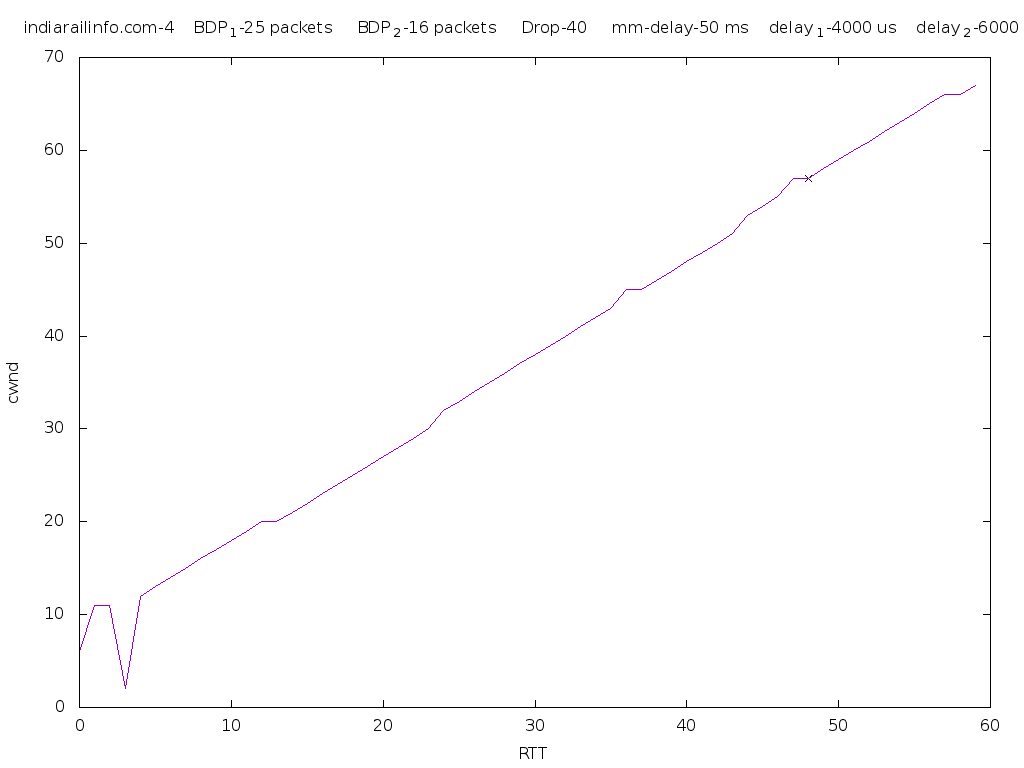 indiarailinfo.com-4 BDP1-25 packets BDP2-16 packets Drop-40 mm-delay-50 ms delay1-4000 us delay2-6000
70
60
50
40
30
20
10
0
cwnd
0 10 20 30 40 50 60
RTT